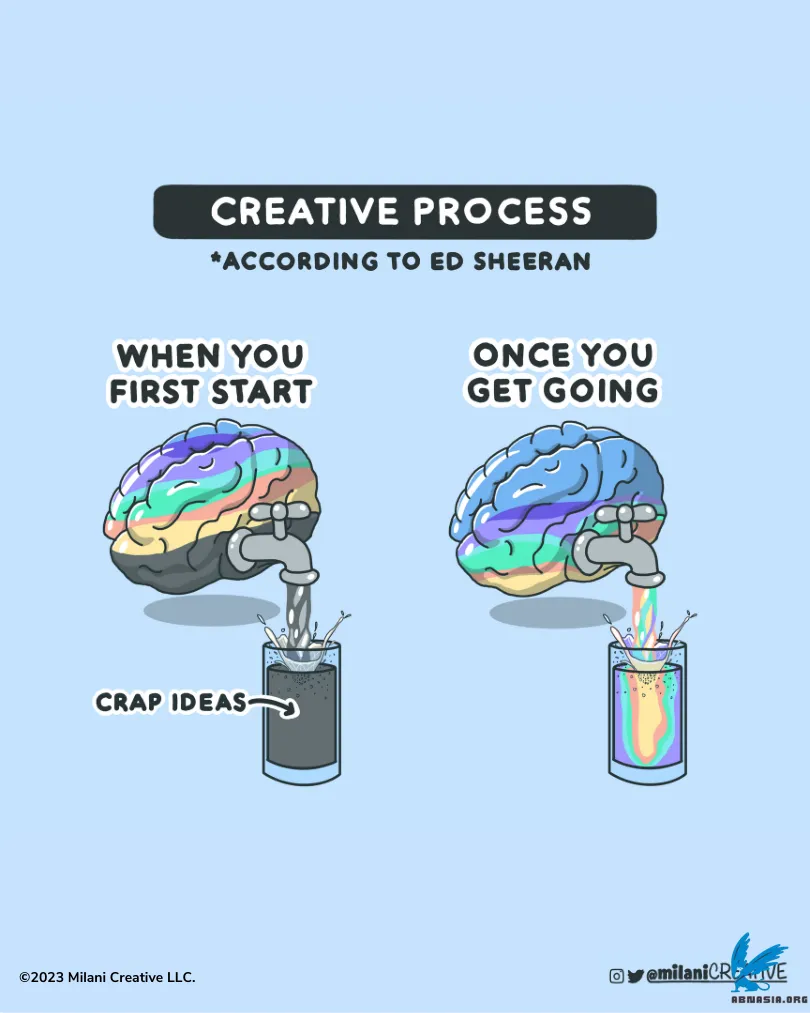 CREATIVE PROCESS
*ACCORDING TO ED SHEERAN
WHEN YOU
FIRST START
ONCE YOU
GET GOING
CRAP IDEAS
©2023 Milani Creative LLC.
@milaniCREATIVE
ABNASIA.ORG